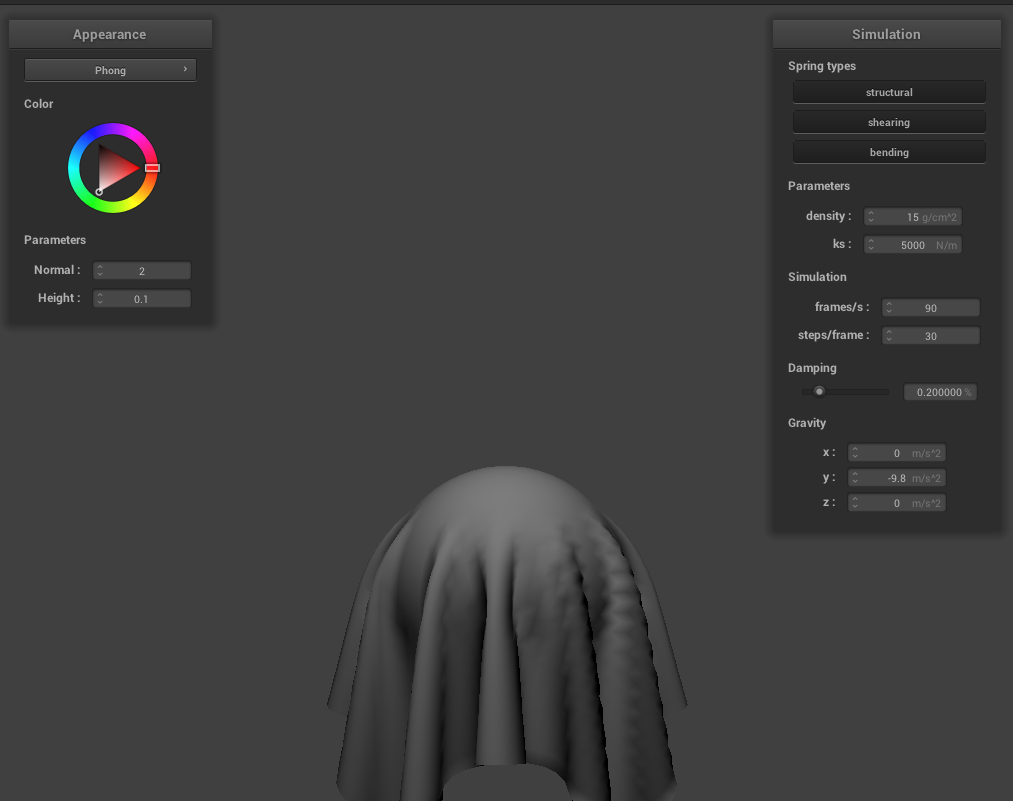 Appearance
Phong
Color
Parameters
Normal : 2
Height : 0.1
Simulation
Spring types
structural
shearing
bending
Parameters
density : 15 g/cm^2
ks : 5000 N/m
Simulation
frames/s : 90
steps/frame : 30
Damping
0.200000 %
Gravity
x : 0 m/s^2
y : -9.8 m/s^2
z : 0 m/s^2